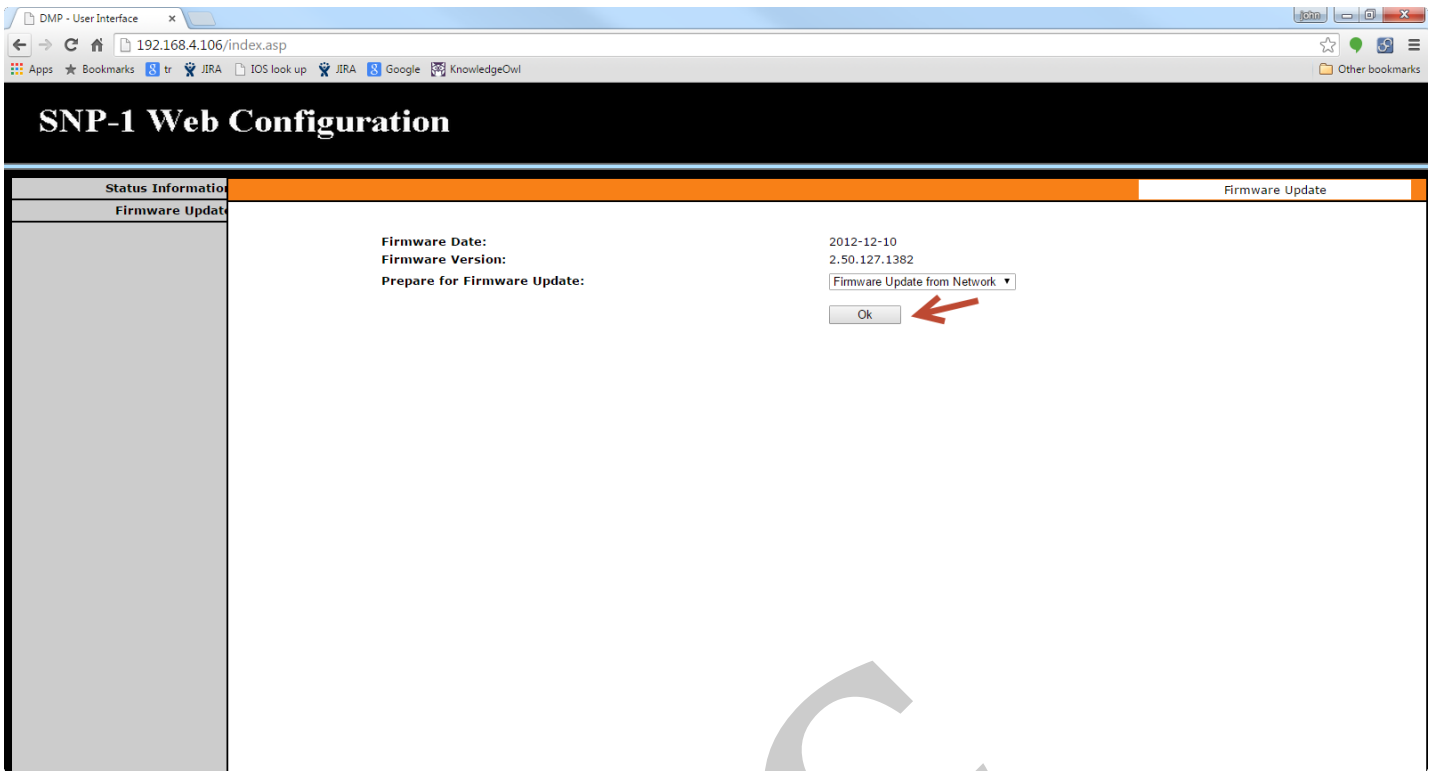 DMP - User Interface
john
192.168.4.106/index.asp
Apps Bookmarks tr JIRA IOS look up JIRA Google KnowledgeOwl Other bookmarks
SNP-1 Web Configuration
Status Informatio
Firmware Update
Firmware Update
Firmware Date: 2012-12-10
Firmware Version: 2.50.127.1382
Prepare for Firmware Update: Firmware Update from Network
Ok